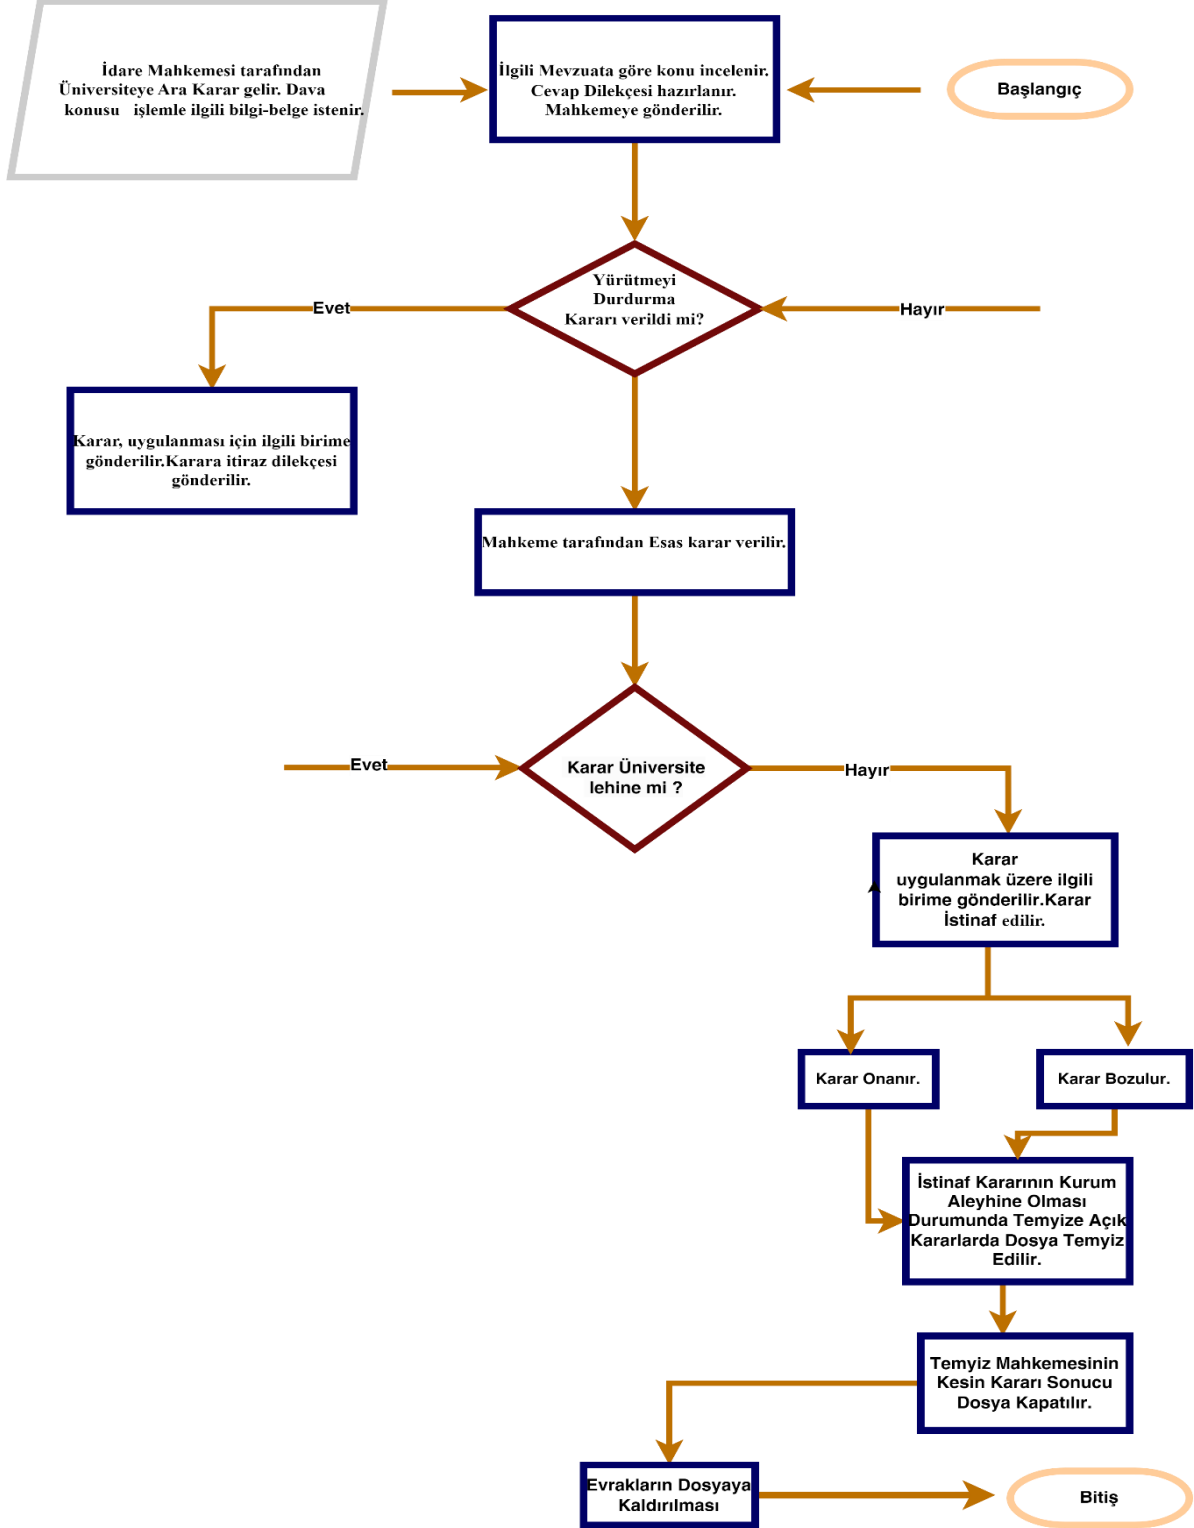 İdare Mahkemesi tarafından
Üniversiteye Ara Karar gelir. Dava
konusu işlemle ilgili bilgi-belge istenir.
İlgili Mevzuata göre konu incelenir.
Cevap Dilekçesi hazırlanır.
Mahkemeye gönderilir.
Başlangıç
Yürütmeyi
Durdurma
Kararı verildi mi?
Evet
Hayır
Karar, uygulanması için ilgili birime
gönderilir.Karara itiraz dilekçesi
gönderilir.
Mahkeme tarafından Esas karar verilir.
Evet
Karar Üniversite
lehine mi ?
Hayır
Karar
uygulanmak üzere ilgili
birime gönderilir.Karar
İstinaf edilir.
Karar Onanır.
Karar Bozulur.
İstinaf Kararının Kurum
Aleyhine Olması
Durumunda Temyize Açık
Kararlarda Dosya Temyiz
Edilir.
Temyiz Mahkemesinin
Kesin Kararı Sonucu
Dosya Kapatılır.
Evrakların Dosyaya
Kaldırılması
Bitiş